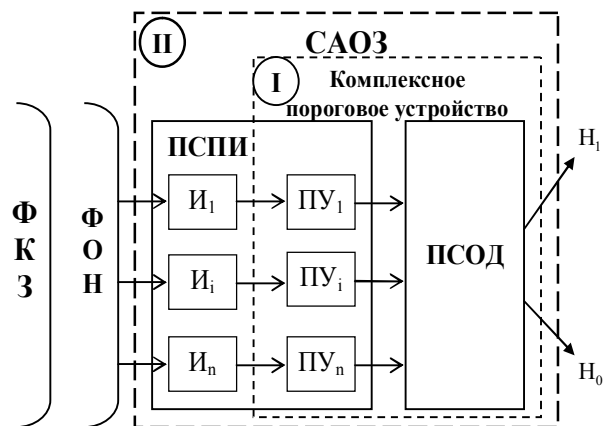 II
САОЗ
I
Комплексное
пороговое устройство
ПСПИ
И1
ПУ1
Иi
ПУi
Иn
ПУn
ПСОД
H1
H0
Ф
К
З
Ф
О
Н